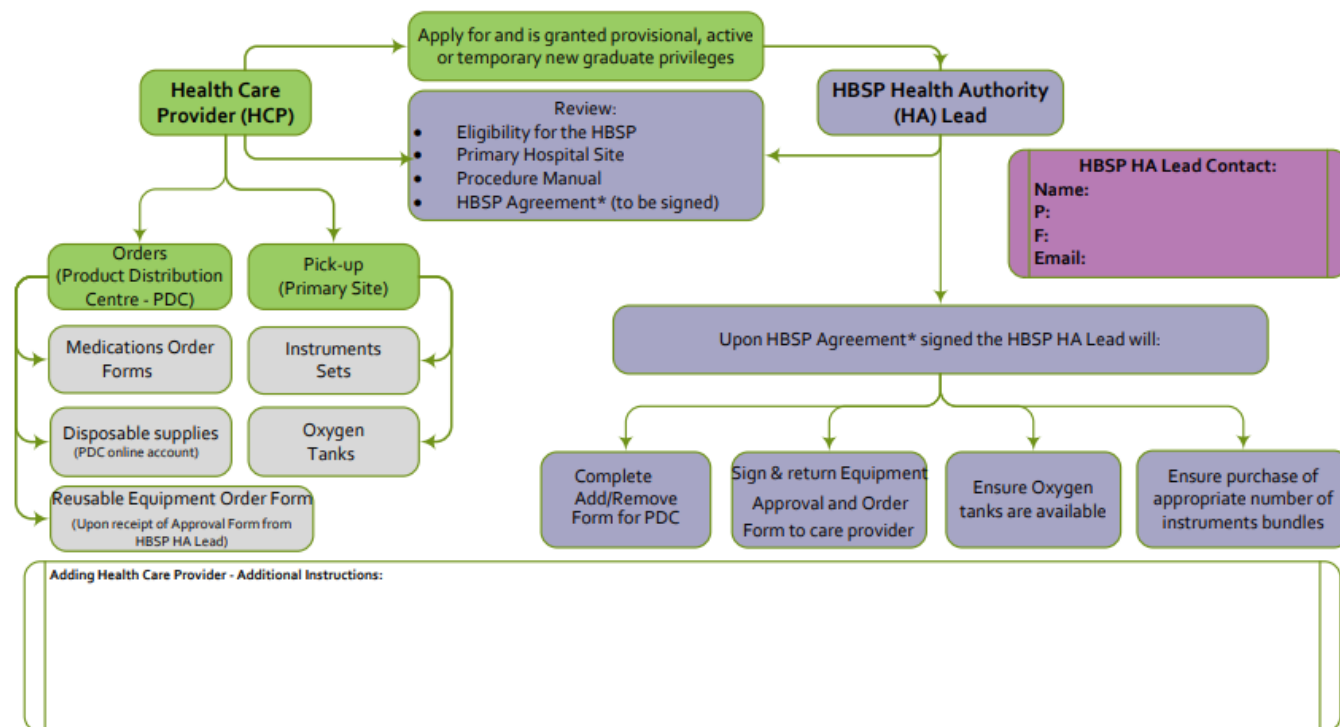 Apply for and is granted provisional, active
or temporary new graduate privileges
Health Care
Provider (HCP)
HBSP Health Authority
(HA) Lead
Review:
• Eligibility for the HBSP
• Primary Hospital Site
• Procedure Manual
• HBSP Agreement* (to be signed)
HBSP HA Lead Contact:
Name:
P:
F:
Email:
Orders
(Product Distribution
Centre - PDC)
Pick-up
(Primary Site)
Medications Order
Forms
Instruments
Sets
Disposable supplies
(PDC online account)
Oxygen
Tanks
Reusable Equipment Order Form
(Upon receipt of Approval Form from
HBSP HA Lead)
Upon HBSP Agreement* signed the HBSP HA Lead will:
Complete
Add/Remove
Form for PDC
Sign & return Equipment
Approval and Order
Form to care provider
Ensure Oxygen
tanks are available
Ensure purchase of
appropriate number of
instruments bundles
Adding Health Care Provider - Additional Instructions: